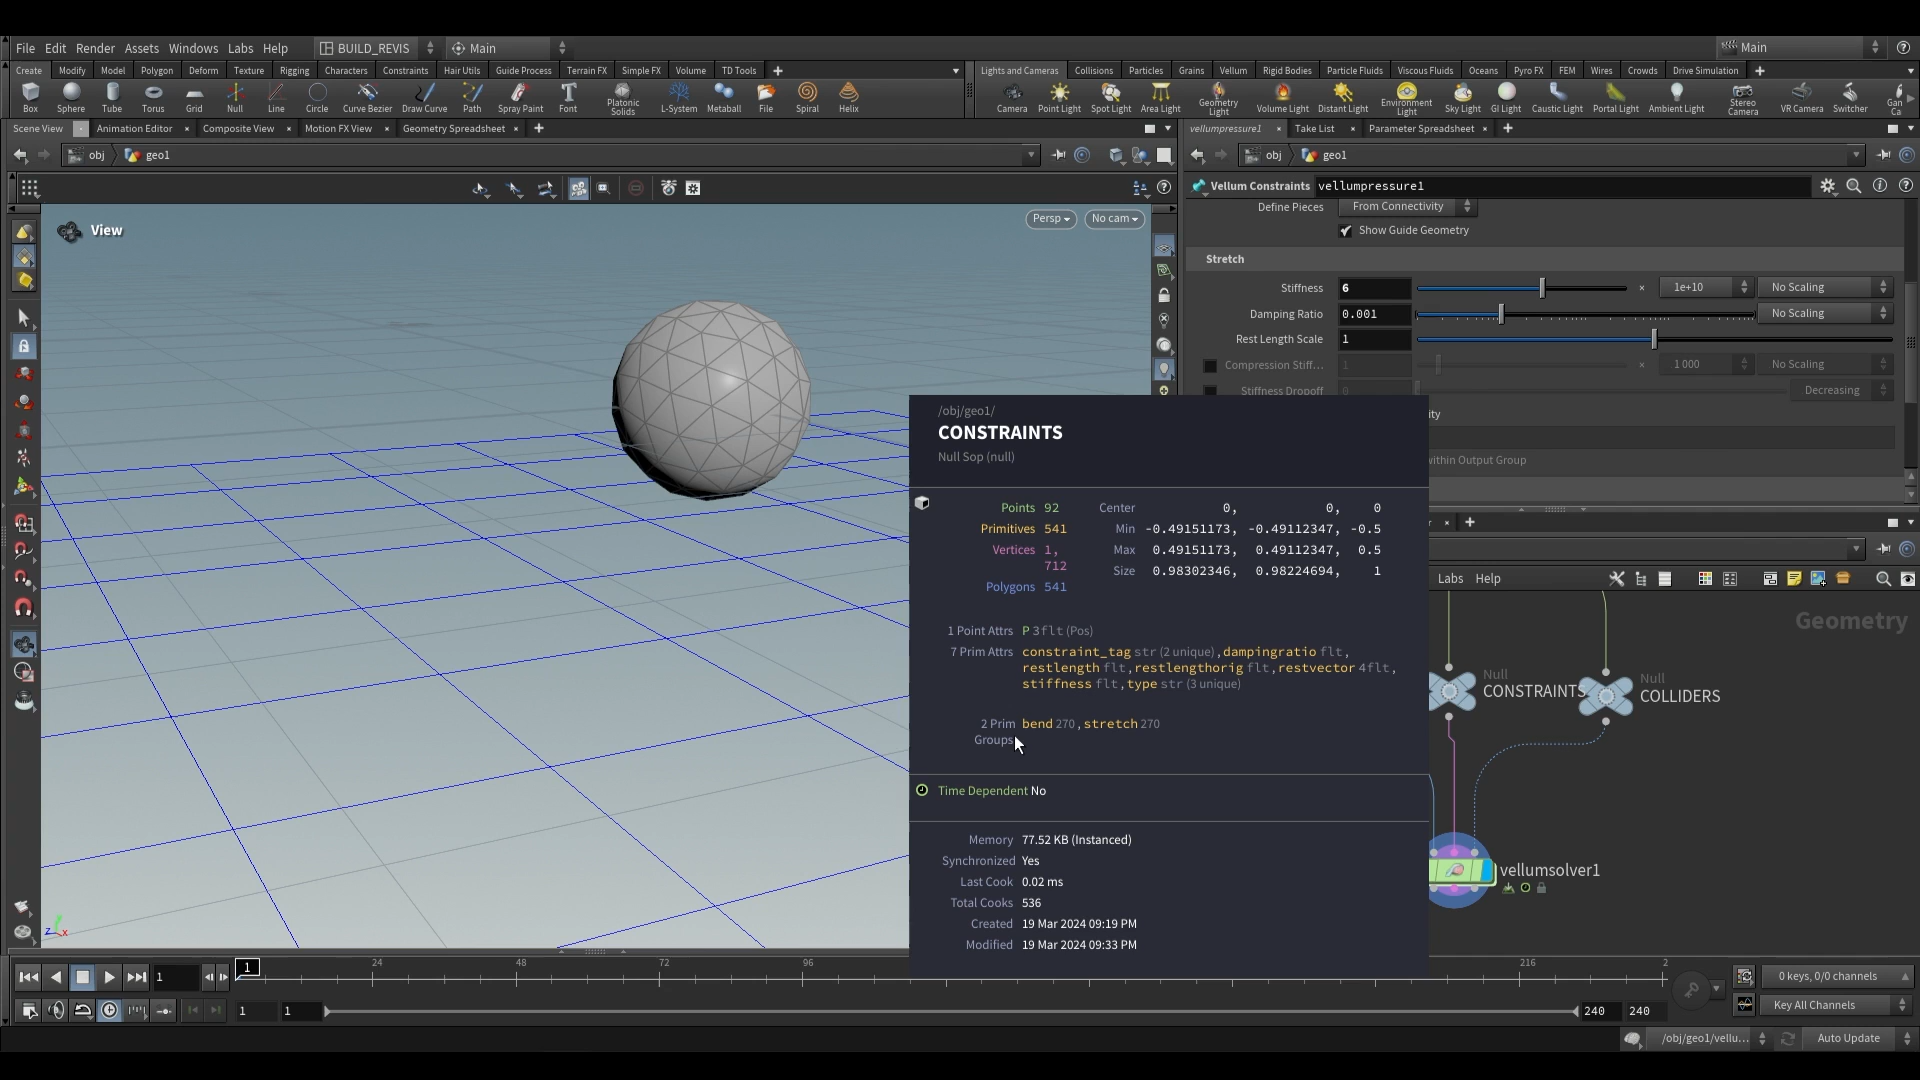 File Edit Render Assets Windows Labs Help BUILD_REVIS Main Main
Create Modify Model Polygon Deform Texture Rigging Characters Constraints Hair Utils Guide Process Terrain FX Simple FX Volume TD Tools
Lights and Cameras Collisions Particles Grains Vellum Rigid Bodies Particle Fluids Viscous Fluids Oceans Pyro FX FEM Wires Crowds Drive Simulation
Box Sphere Tube Torus Grid Null Line Circle Curve Bezier Draw Curve Path Spray Paint Font Platonic Solids L-System Metaball File Spiral Helix
Camera Point Light Spot Light Area Light Geometry Light Volume Light Distant Light Environment Light Sky Light GI Light Caustic Light Portal Light Ambient Light Stereo Camera VR Camera Switcher Gan Ca
Scene View Animation Editor Composite View Motion FX View Geometry Spreadsheet
vellumpressure1 Take List Parameter Spreadsheet
obj geo1
obj geo1
Vellum Constraints vellumpressure1
View
Persp No cam
Define Pieces From Connectivity
Show Guide Geometry
Stretch
Stiffness 6 1e+10 No Scaling
Damping Ratio 0.001 No Scaling
Rest Length Scale 1
Compression Stiff... 1 1 000 No Scaling
Stiffness Dropoff 0 Decreasing
ity
within Output Group
/obj/geo1/
CONSTRAINTS
Null Sop (null)
Points 92 Center 0, 0, 0
Primitives 541 Min -0.49151173, -0.49112347, -0.5
Vertices 1, Max 0.49151173, 0.49112347, 0.5
712 Size 0.98302346, 0.98224694, 1
Polygons 541
1 Point Attrs P 3flt (Pos)
7 Prim Attrs constraint_tag str (2 unique), dampingratio flt,
restlength flt, restlengthorig flt, restvector 4flt,
stiffness flt, type str (3 unique)
2 Prim bend 270, stretch 270
Groups
Time Dependent No
Memory 77.52 KB (Instanced)
Synchronized Yes
Last Cook 0.02 ms
Total Cooks 536
Created 19 Mar 2024 09:19 PM
Modified 19 Mar 2024 09:33 PM
Labs Help
Geometry
Null
CONSTRAINTS
Null
COLLIDERS
vellumsolver1
z x
1 1 24 48 72 96 216 2
0 keys, 0/0 channels
1 1 240 240
Key All Channels
/obj/geo1/vellu... Auto Update